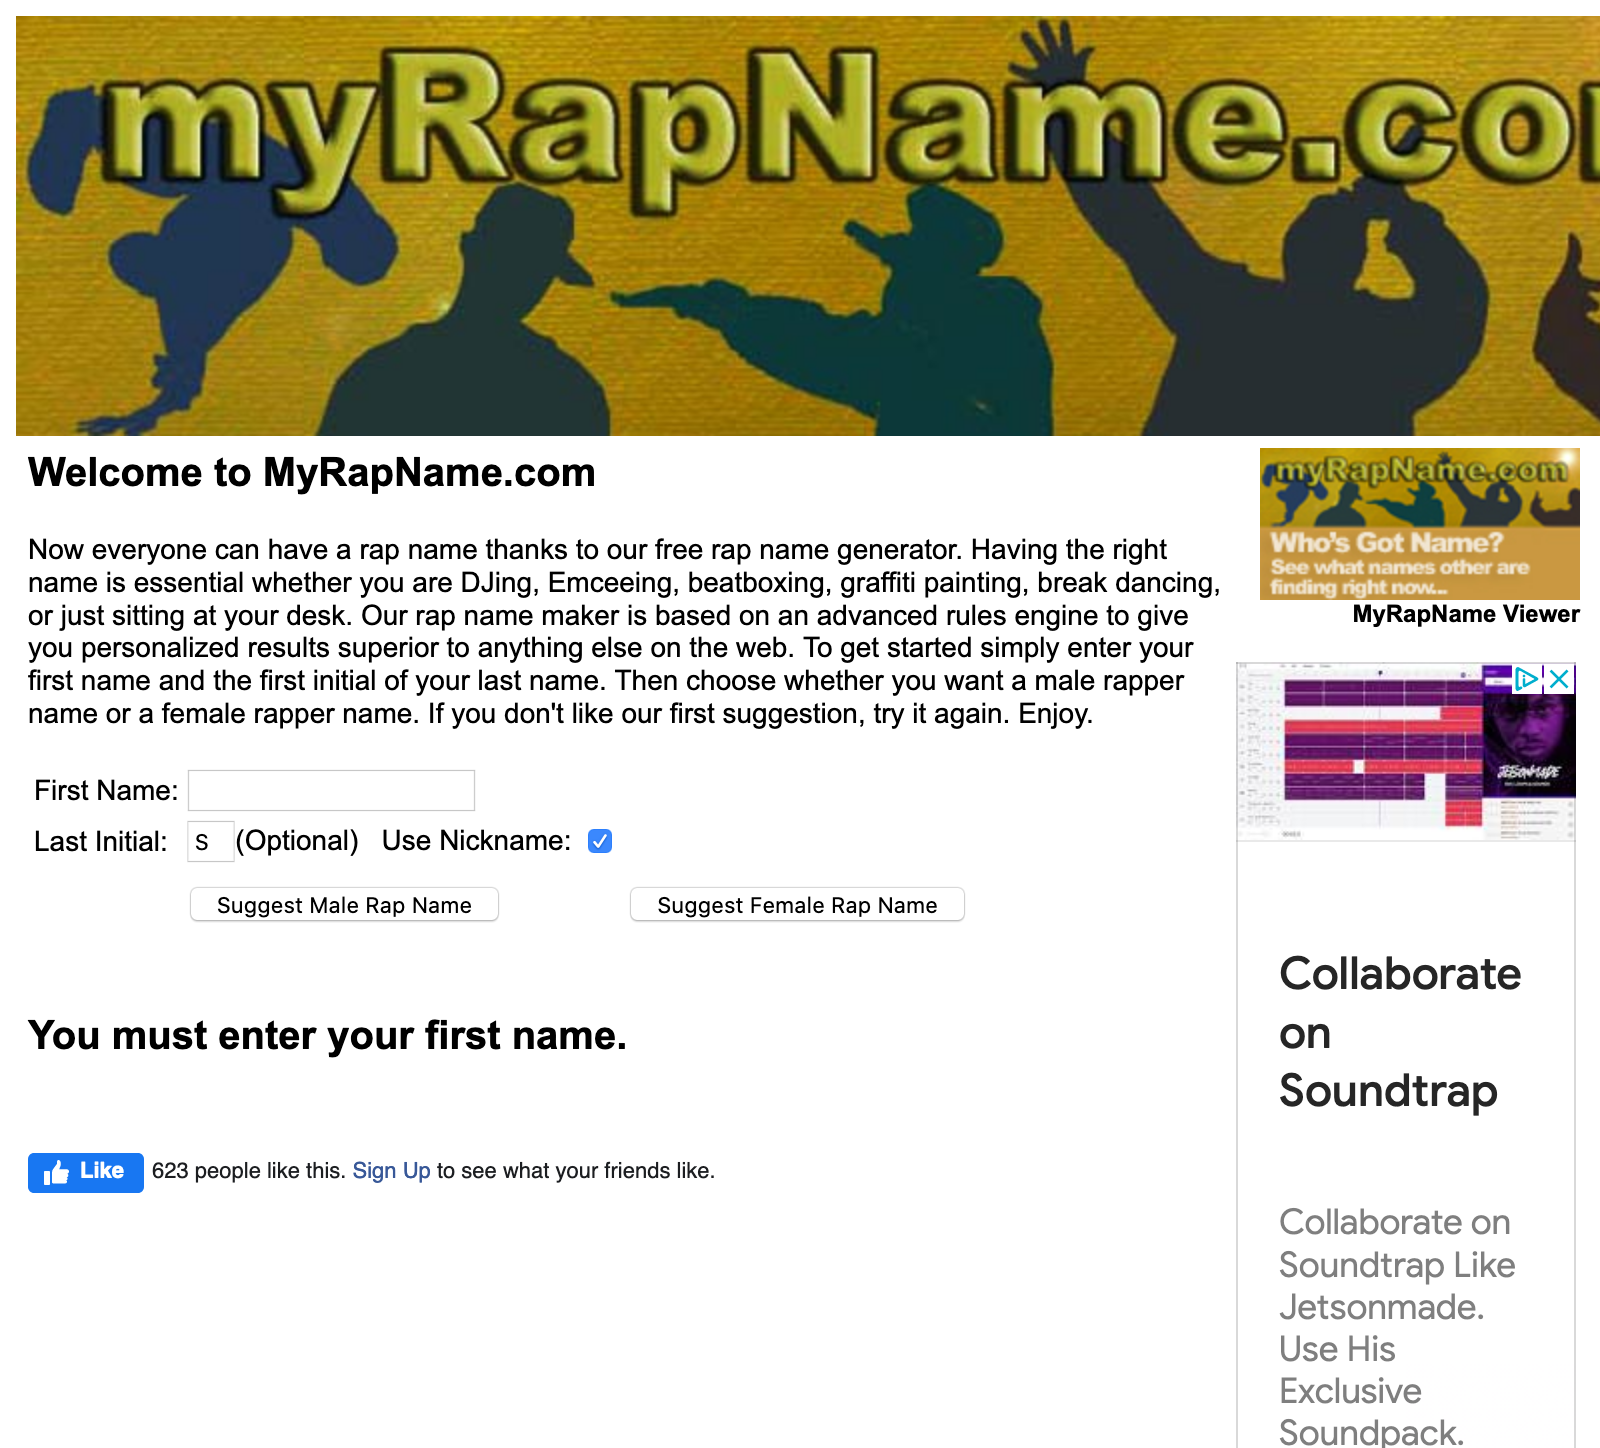 myRapName.co
Welcome to MyRapName.com
Now everyone can have a rap name thanks to our free rap name generator. Having the right
name is essential whether you are DJing, Emceeing, beatboxing, graffiti painting, break dancing,
or just sitting at your desk. Our rap name maker is based on an advanced rules engine to give
you personalized results superior to anything else on the web. To get started simply enter your
first name and the first initial of your last name. Then choose whether you want a male rapper
name or a female rapper name. If you don't like our first suggestion, try it again. Enjoy.
First Name:
Last Initial: S (Optional) Use Nickname:
Suggest Male Rap Name Suggest Female Rap Name
You must enter your first name.
Like 623 people like this. Sign Up to see what your friends like.
myRapName.com
Who's Got Name?
See what names other are
finding right now...
MyRapName Viewer
JETSONMADE
Collaborate
on
Soundtrap
Collaborate on
Soundtrap Like
Jetsonmade.
Use His
Exclusive
Soundpack.